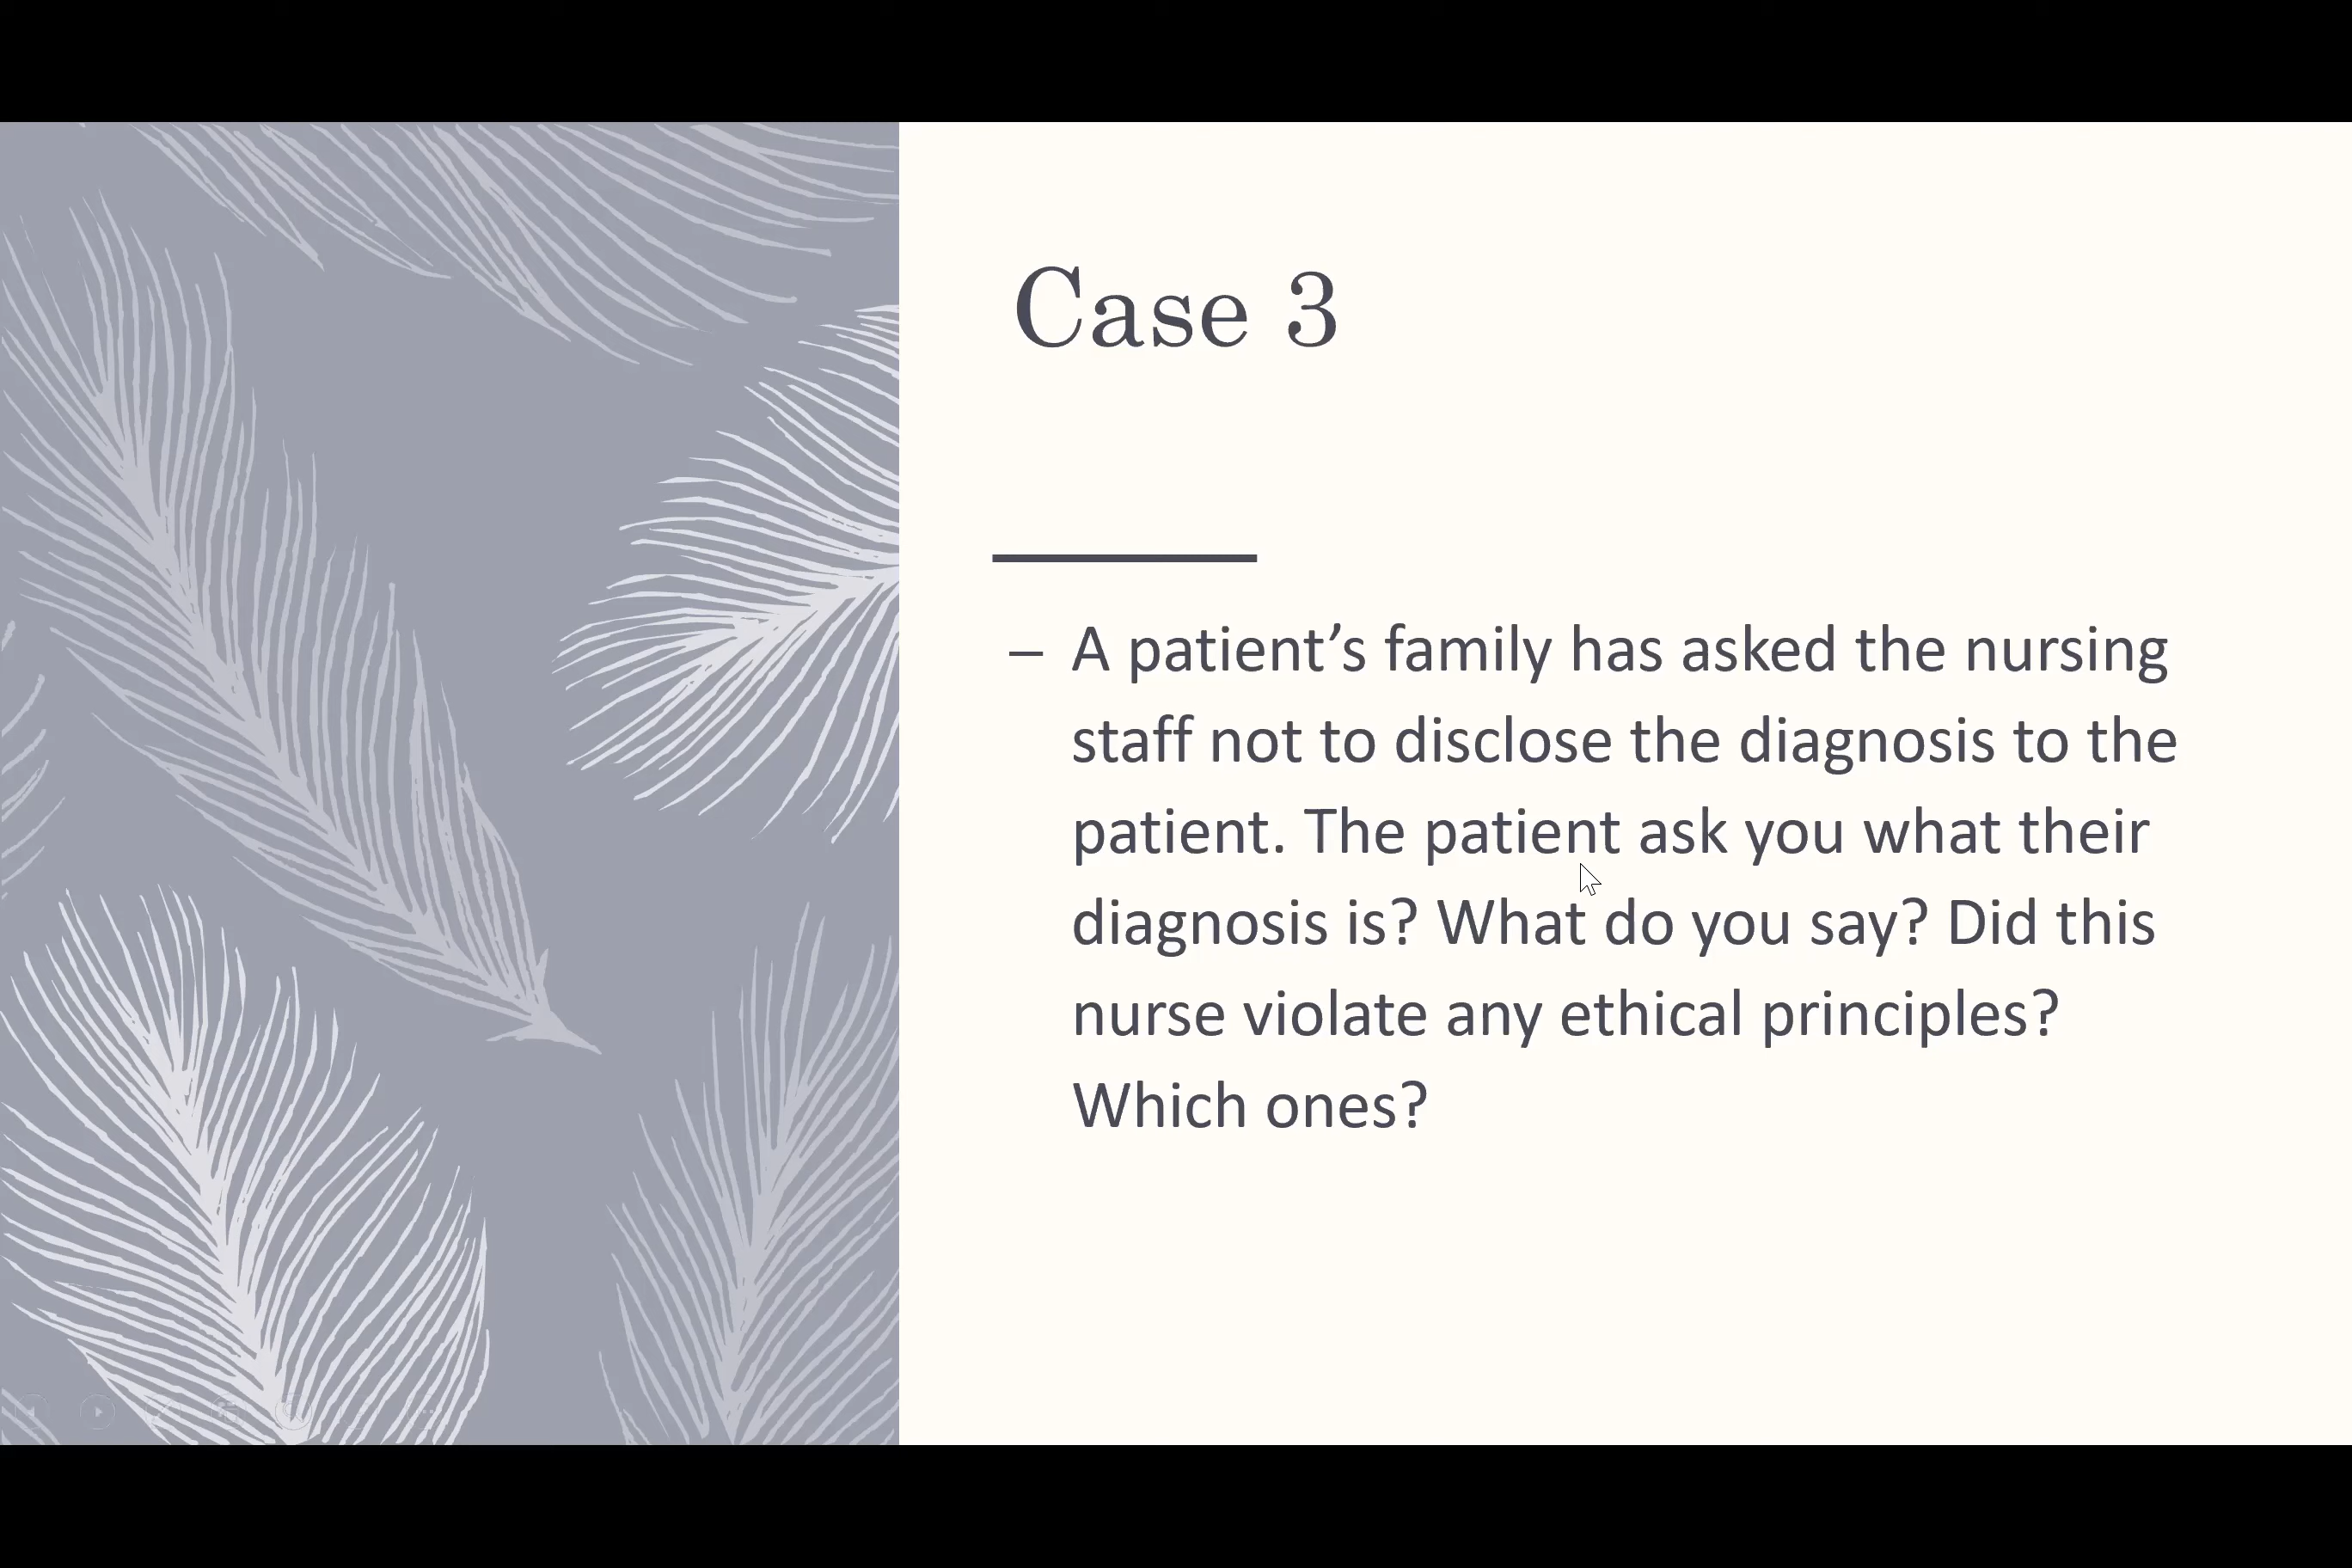 Case 3
– A patient’s family has asked the nursing
staff not to disclose the diagnosis to the
patient. The patient ask you what their
diagnosis is? What do you say? Did this
nurse violate any ethical principles?
Which ones?